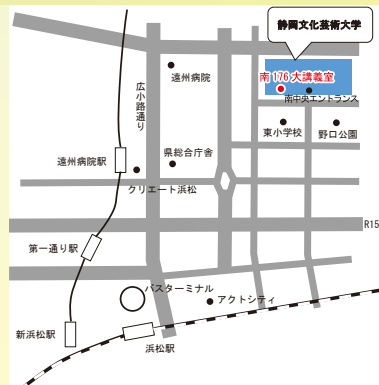 静岡文化芸術大学
遠州病院
南176大講義室
南中央エントランス
広小路通り
東小学校
野口公園
遠州病院駅
県総合庁舎
クリエート浜松
R15
第一通り駅
バスターミナル
アクトシティ
新浜松駅
浜松駅